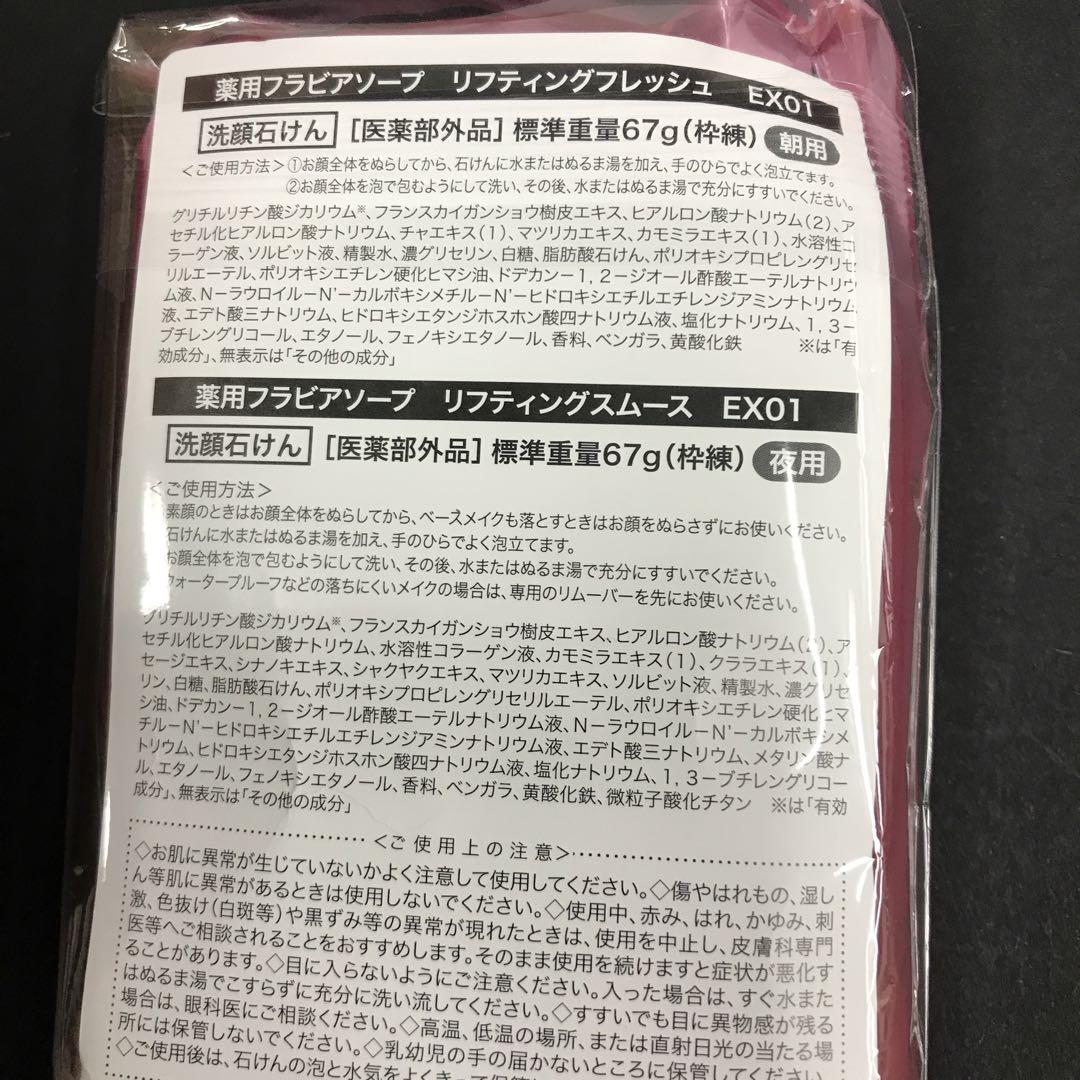 薬用フラビアソープ リフティングフレッシュ EX01
洗顔石けん [医薬部外品] 標準重量67g(枠練) 朝用
＜ご使用方法＞①お顔全体をぬらしてから、石けんに水またはぬるま湯を加え、手のひらでよく泡立てます。
②お顔全体を泡で包むようにして洗い、その後、水またはぬるま湯で充分にすすいでください。
グリチルリチン酸ジカリウム※、フランスカイガンショウ樹皮エキス、ヒアルロン酸ナトリウム(2)、ア
セチル化ヒアルロン酸ナトリウム、チャエキス(1)、マツリカエキス、カモミラエキス(1)、水溶性コ
ラーゲン液、ソルビット液、精製水、濃グリセリン、白糖、脂肪酸石けん、ポリオキシプロピレングリセ
リルエーテル、ポリオキシエチレン硬化ヒマシ油、ドデカン－1, 2－ジオール酢酸エーテルナトリウ
ム液、N－ラウロイル－N'－カルボキシメチル－N'－ヒドロキシエチルエチレンジアミンナトリウム
液、エデト酸三ナトリウム、ヒドロキシエタンジホスホン酸四ナトリウム液、塩化ナトリウム、1, 3－
ブチレングリコール、エタノール、フェノキシエタノール、香料、ベンガラ、黄酸化鉄 ※は「有
効成分」、無表示は「その他の成分」
薬用フラビアソープ リフティングスムース EX01
洗顔石けん [医薬部外品] 標準重量67g(枠練) 夜用
＜ご使用方法＞
素顔のときはお顔全体をぬらしてから、ベースメイクも落とすときはお顔をぬらさずにお使いください。
石けんに水またはぬるま湯を加え、手のひらでよく泡立てます。
お顔全体を泡で包むようにして洗い、その後、水またはぬるま湯で充分にすすいでください。
ウォータープルーフなどの落ちにくいメイクの場合は、専用のリムーバーを先にお使いください。
グリチルリチン酸ジカリウム※、フランスカイガンショウ樹皮エキス、ヒアルロン酸ナトリウム(2)、ア
セチル化ヒアルロン酸ナトリウム、水溶性コラーゲン液、カモミラエキス(1)、クララエキス(1)、
セージエキス、シナノキエキス、シャクヤクエキス、マツリカエキス、ソルビット液、精製水、濃グリセ
リン、白糖、脂肪酸石けん、ポリオキシプロピレングリセリルエーテル、ポリオキシエチレン硬化ヒマ
シ油、ドデカン－1, 2－ジオール酢酸エーテルナトリウム液、N－ラウロイル－N'－カルボキシメ
チル－N'－ヒドロキシエチルエチレンジアミンナトリウム液、エデト酸三ナトリウム、メタリン酸ナ
トリウム、ヒドロキシエタンジホスホン酸四ナトリウム液、塩化ナトリウム、1, 3－ブチレングリコー
ル、エタノール、フェノキシエタノール、香料、ベンガラ、黄酸化鉄、微粒子酸化チタン ※は「有効
成分」、無表示は「その他の成分」
＜ご使用上の注意＞
◇お肌に異常が生じていないかよく注意して使用してください。◇傷やはれもの、湿し
ん等肌に異常があるときは使用しないでください。◇使用中、赤み、はれ、かゆみ、刺
激、色抜け(白斑等)や黒ずみ等の異常が現れたときは、使用を中止し、皮膚科専門
医等へご相談されることをおすすめします。そのまま使用を続けますと症状が悪化す
ることがあります。◇目に入らないようにご注意ください。入った場合は、すぐ水また
はぬるま湯でこすらずに充分に洗い流してください。◇すすいでも目に異物感が残る
場合は、眼科医にご相談ください。◇高温、低温の場所、または直射日光の当たる場
所には保管しないでください。◇乳幼児の手の届かないところに保管してください。
◇ご使用後は、石けんの泡と水気をよくきって保管